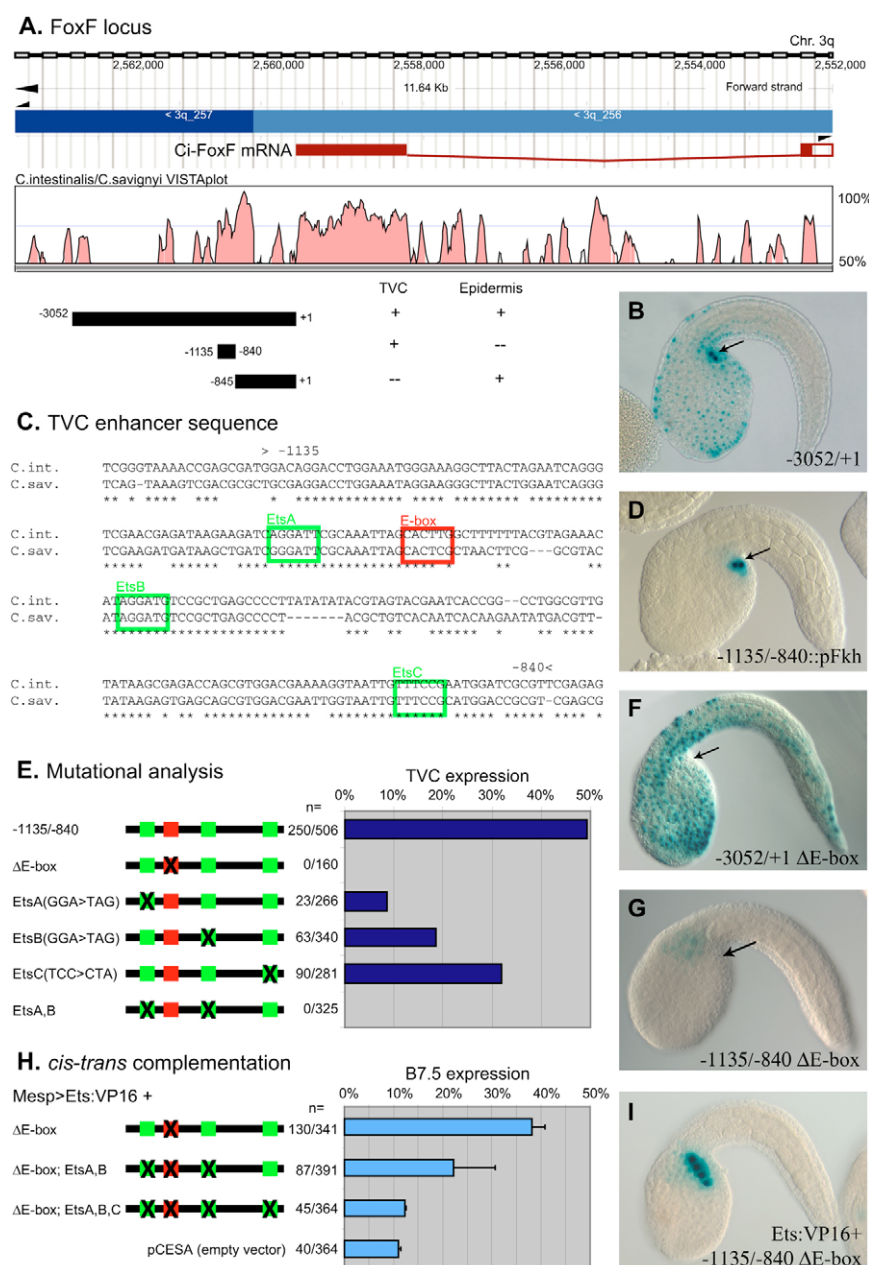 A. FoxF locus
Chr. 3q
2,562,000 2,560,000 2,558,000 2,556,000 2,554,000 2,552,000
11.64 Kb Forward strand
< 3q_257 < 3q_256
Ci-FoxF mRNA
C.intestinalis/C.savignyi VISTAplot
100%
50%
TVC Epidermis
-3052 +1 + +
-1135 -840 + --
-845 +1 -- +
B
-3052/+1
C. TVC enhancer sequence
> -1135
C.int. TCGGGTAAAACCGAGCGATGGACAGGACCTGGAAATGGGAAAGGCTTACTAGAATCAGGG
C.sav. TCAG-TAAAGTCGACGCGCTGCGAGGACCTGGAAATAGGAAGGGCTTACTGGAATCAGGG
EtsA E-box
C.int. TCGAACGAGATAAGAAGATCAGGATTCGCAAATTAGCACTTGGCTTTTTTACGTAGAAAC
C.sav. TCGAAGATGATAAGCTGATCGGGATTCGCAAATTAGCACTCGCTAACTTCG---GCGTAC
EtsB
C.int. ATAGGATGTCCGCTGAGCCCCTTATATATACGTAGTACGAATCACCGG--CCTGGCGTTG
C.sav. ATAGGATGTCCGCTGAGCCCCT-------ACGCTGTCACAATCACAAGAATATGACGTT-
EtsC -840<
C.int. TATAAGCGAGACCAGCGTGGACGAAAAGGTAATTGTTTCCGAATGGATCGCGTTCGAGAG
C.sav. TATAAGAGTGAGCAGCGTGGACGAATTGGTAATTGTTTCCGCATGGACCGCGT-CGAGCG
D
-1135/-840::pFkh
E. Mutational analysis
TVC expression
n= 0% 10% 20% 30% 40% 50%
-1135/-840 250/506
ΔE-box 0/160
EtsA(GGA>TAG) 23/266
EtsB(GGA>TAG) 63/340
EtsC(TCC>CTA) 90/281
EtsA,B 0/325
F
-3052/+1 ΔE-box
G
-1135/-840 ΔE-box
H. cis-trans complementation
B7.5 expression
Mesp>Ets:VP16 +
n= 0% 10% 20% 30% 40% 50%
ΔE-box 130/341
ΔE-box; EtsA,B 87/391
ΔE-box; EtsA,B,C 45/364
pCESA (empty vector) 40/364
I
Ets:VP16+
-1135/-840 ΔE-box